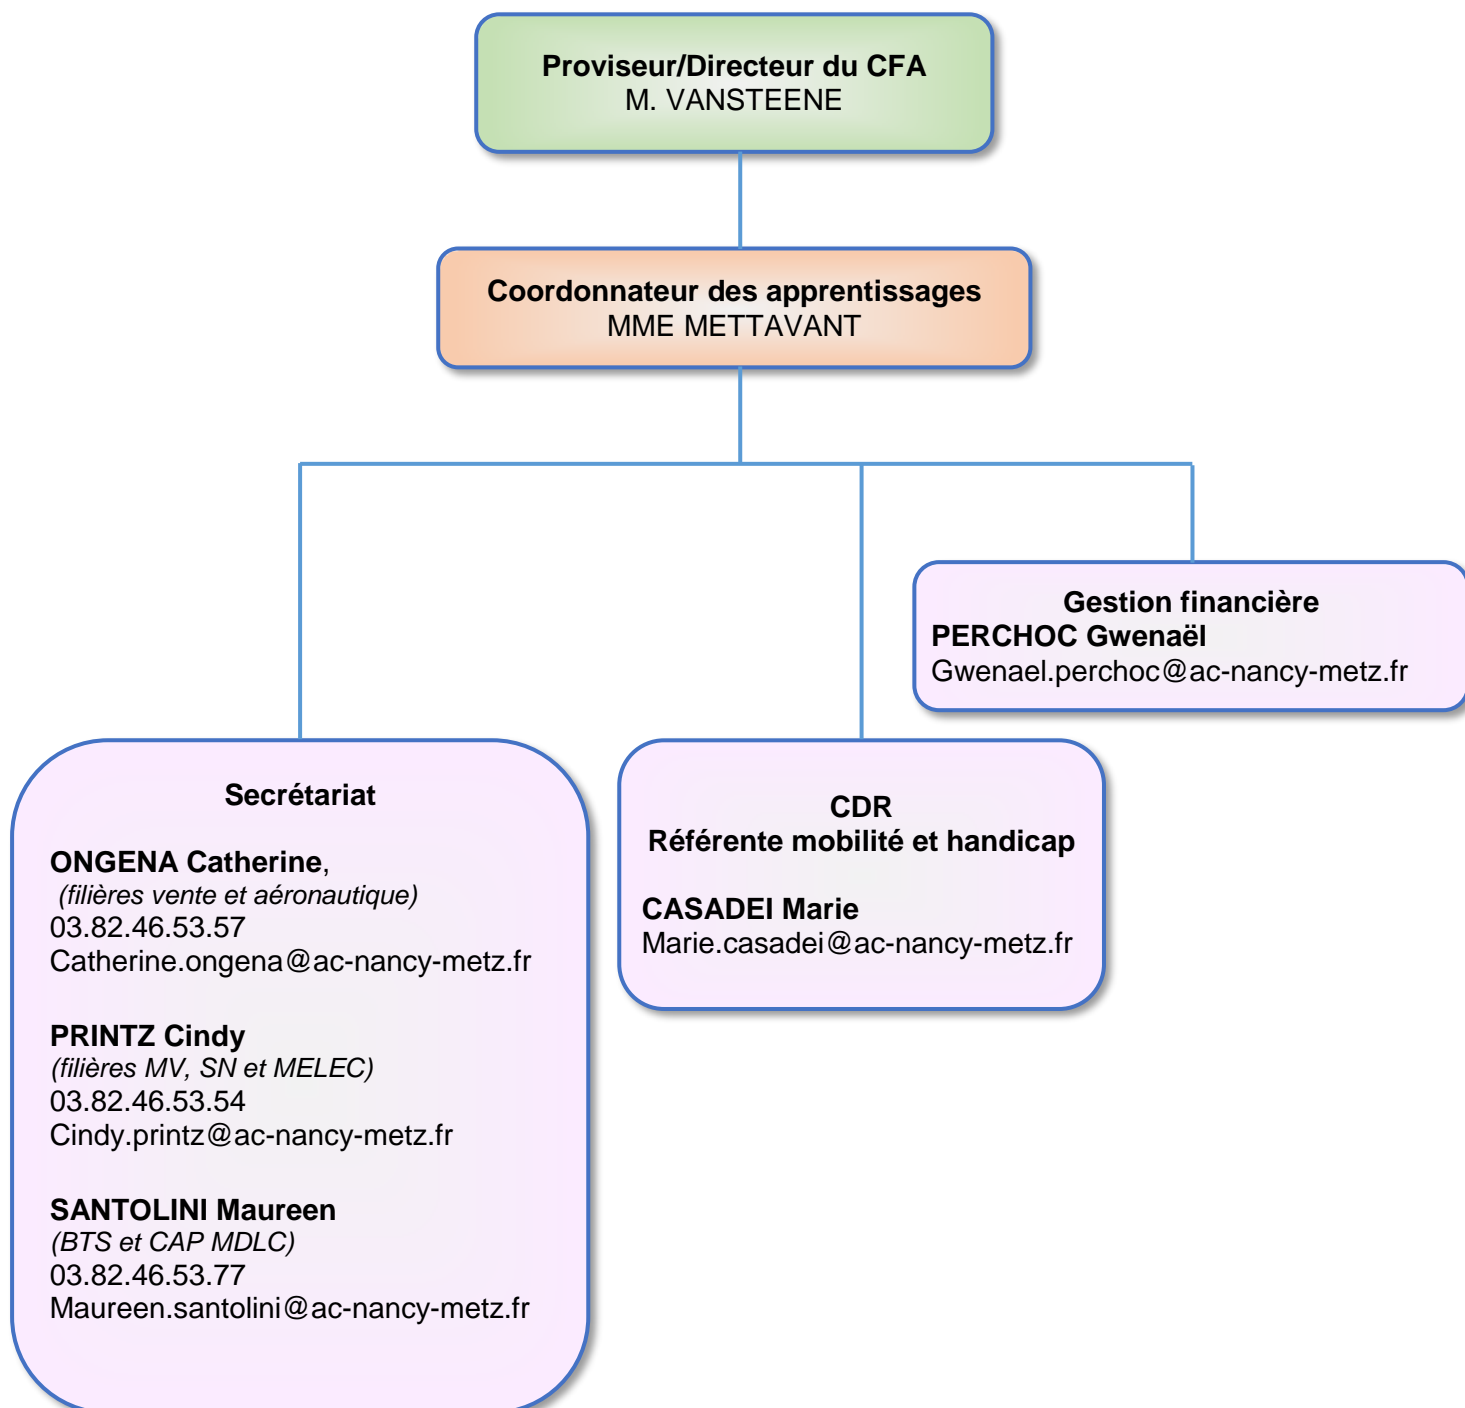 Proviseur/Directeur du CFA
M. VANSTEENE
Coordonnateur des apprentissages
MME METTAVANT
Gestion financière
PERCHOC Gwenaël
Gwenael.perchoc@ac-nancy-metz.fr
Secrétariat
ONGENA Catherine,
(filières vente et aéronautique)
03.82.46.53.57
Catherine.ongena@ac-nancy-metz.fr
PRINTZ Cindy
(filières MV, SN et MELEC)
03.82.46.53.54
Cindy.printz@ac-nancy-metz.fr
SANTOLINI Maureen
(BTS et CAP MDLC)
03.82.46.53.77
Maureen.santolini@ac-nancy-metz.fr
CDR
Référente mobilité et handicap
CASADEI Marie
Marie.casadei@ac-nancy-metz.fr